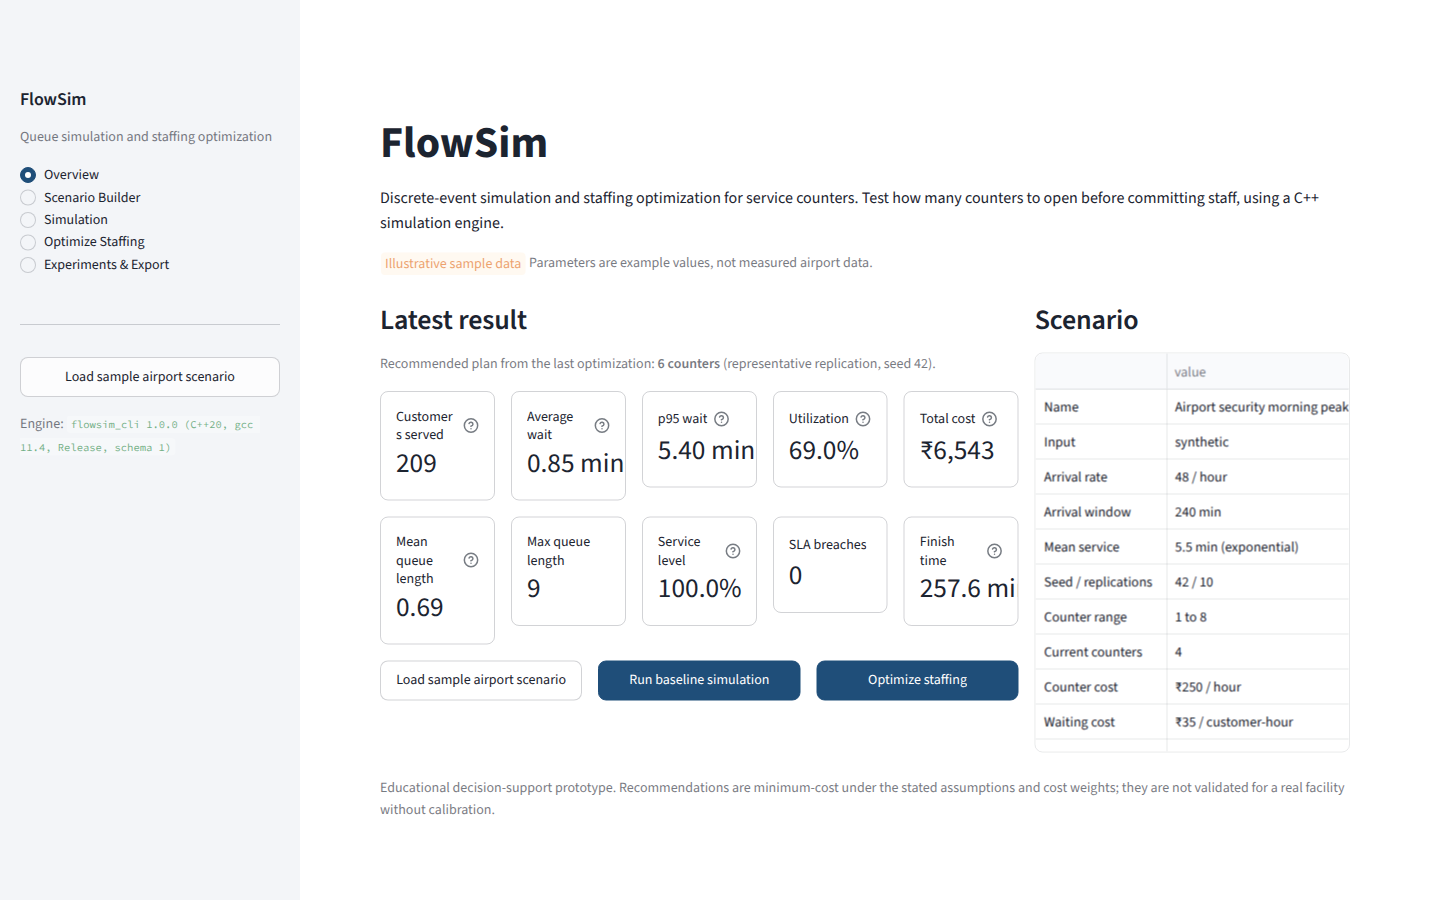 FlowSim
Queue simulation and staffing optimization
Overview
Scenario Builder
Simulation
Optimize Staffing
Experiments & Export
Load sample airport scenario
Engine: flowsim_cli 1.0.0 (C++20, gcc
11.4, Release, schema 1)
FlowSim
Discrete-event simulation and staffing optimization for service counters. Test how many counters to open before committing staff, using a C++
simulation engine.
Illustrative sample data Parameters are example values, not measured airport data.
Latest result
Recommended plan from the last optimization: 6 counters (representative replication, seed 42).
Customer
s served
209
Average
wait
0.85 min
p95 wait
5.40 min
Utilization
69.0%
Total cost
₹6,543
Mean
queue
length
0.69
Max queue
length
9
Service
level
100.0%
SLA breaches
0
Finish
time
257.6 mi
Load sample airport scenario
Run baseline simulation
Optimize staffing
Scenario
value
Name Airport security morning peak
Input synthetic
Arrival rate 48 / hour
Arrival window 240 min
Mean service 5.5 min (exponential)
Seed / replications 42 / 10
Counter range 1 to 8
Current counters 4
Counter cost ₹250 / hour
Waiting cost ₹35 / customer-hour
Educational decision-support prototype. Recommendations are minimum-cost under the stated assumptions and cost weights; they are not validated for a real facility
without calibration.